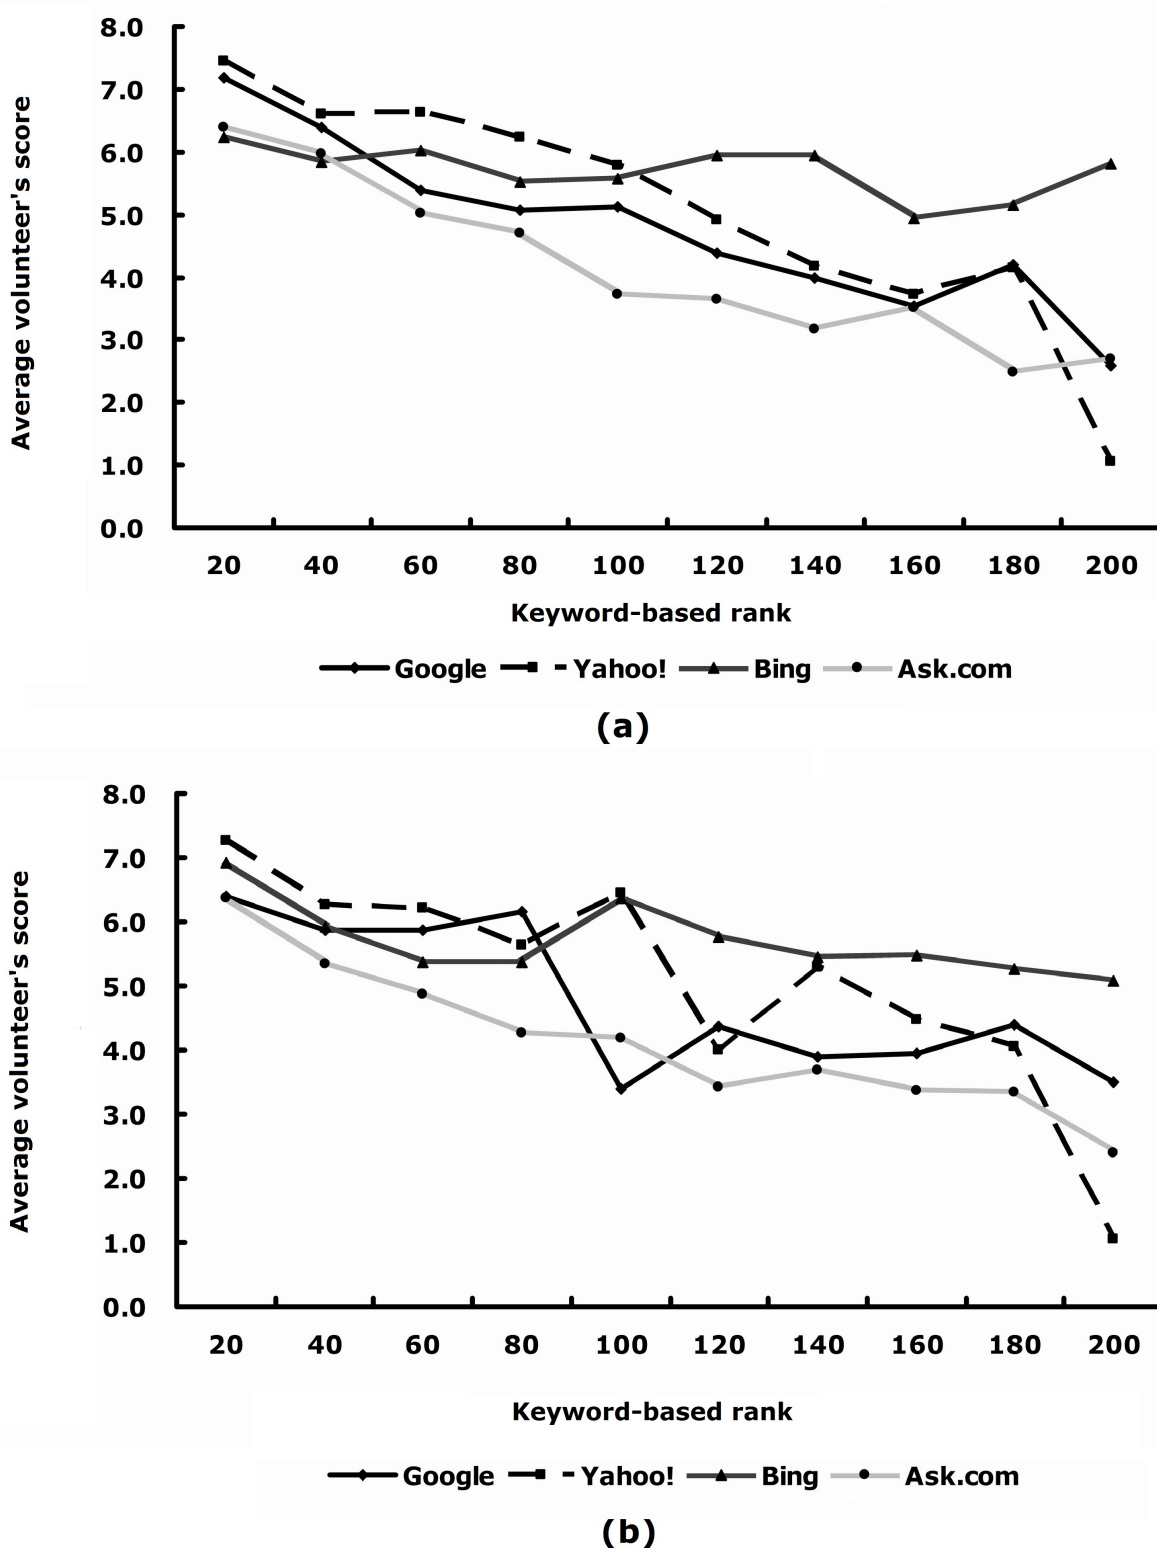 8.0
7.0
6.0
5.0
4.0
3.0
2.0
1.0
0.0
Average volunteer's score
20 40 60 80 100 120 140 160 180 200
Keyword-based rank
Google Yahoo! Bing Ask.com
(a)
8.0
7.0
6.0
5.0
4.0
3.0
2.0
1.0
0.0
Average volunteer's score
20 40 60 80 100 120 140 160 180 200
Keyword-based rank
Google Yahoo! Bing Ask.com
(b)